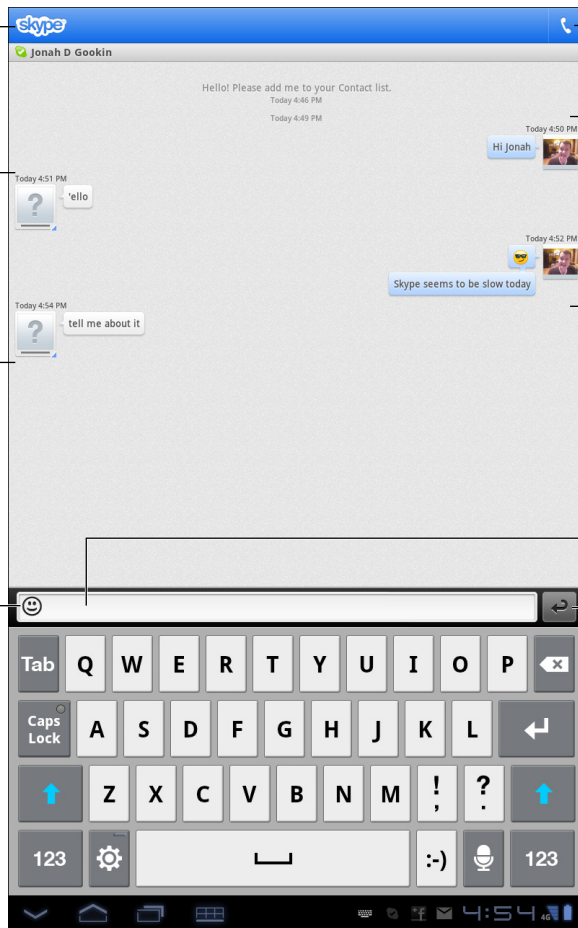 skype
Jonah D Gookin
Hello! Please add me to your Contact list.
Today 4:46 PM
Today 4:49 PM
Today 4:50 PM
Hi Jonah
Today 4:51 PM
'ello
Today 4:52 PM
Skype seems to be slow today
Today 4:54 PM
tell me about it
Tab Q W E R T Y U I O P
Caps Lock A S D F G H J K L
Z X C V B N M ! , ? .
123 :-) 123
4:54 4G